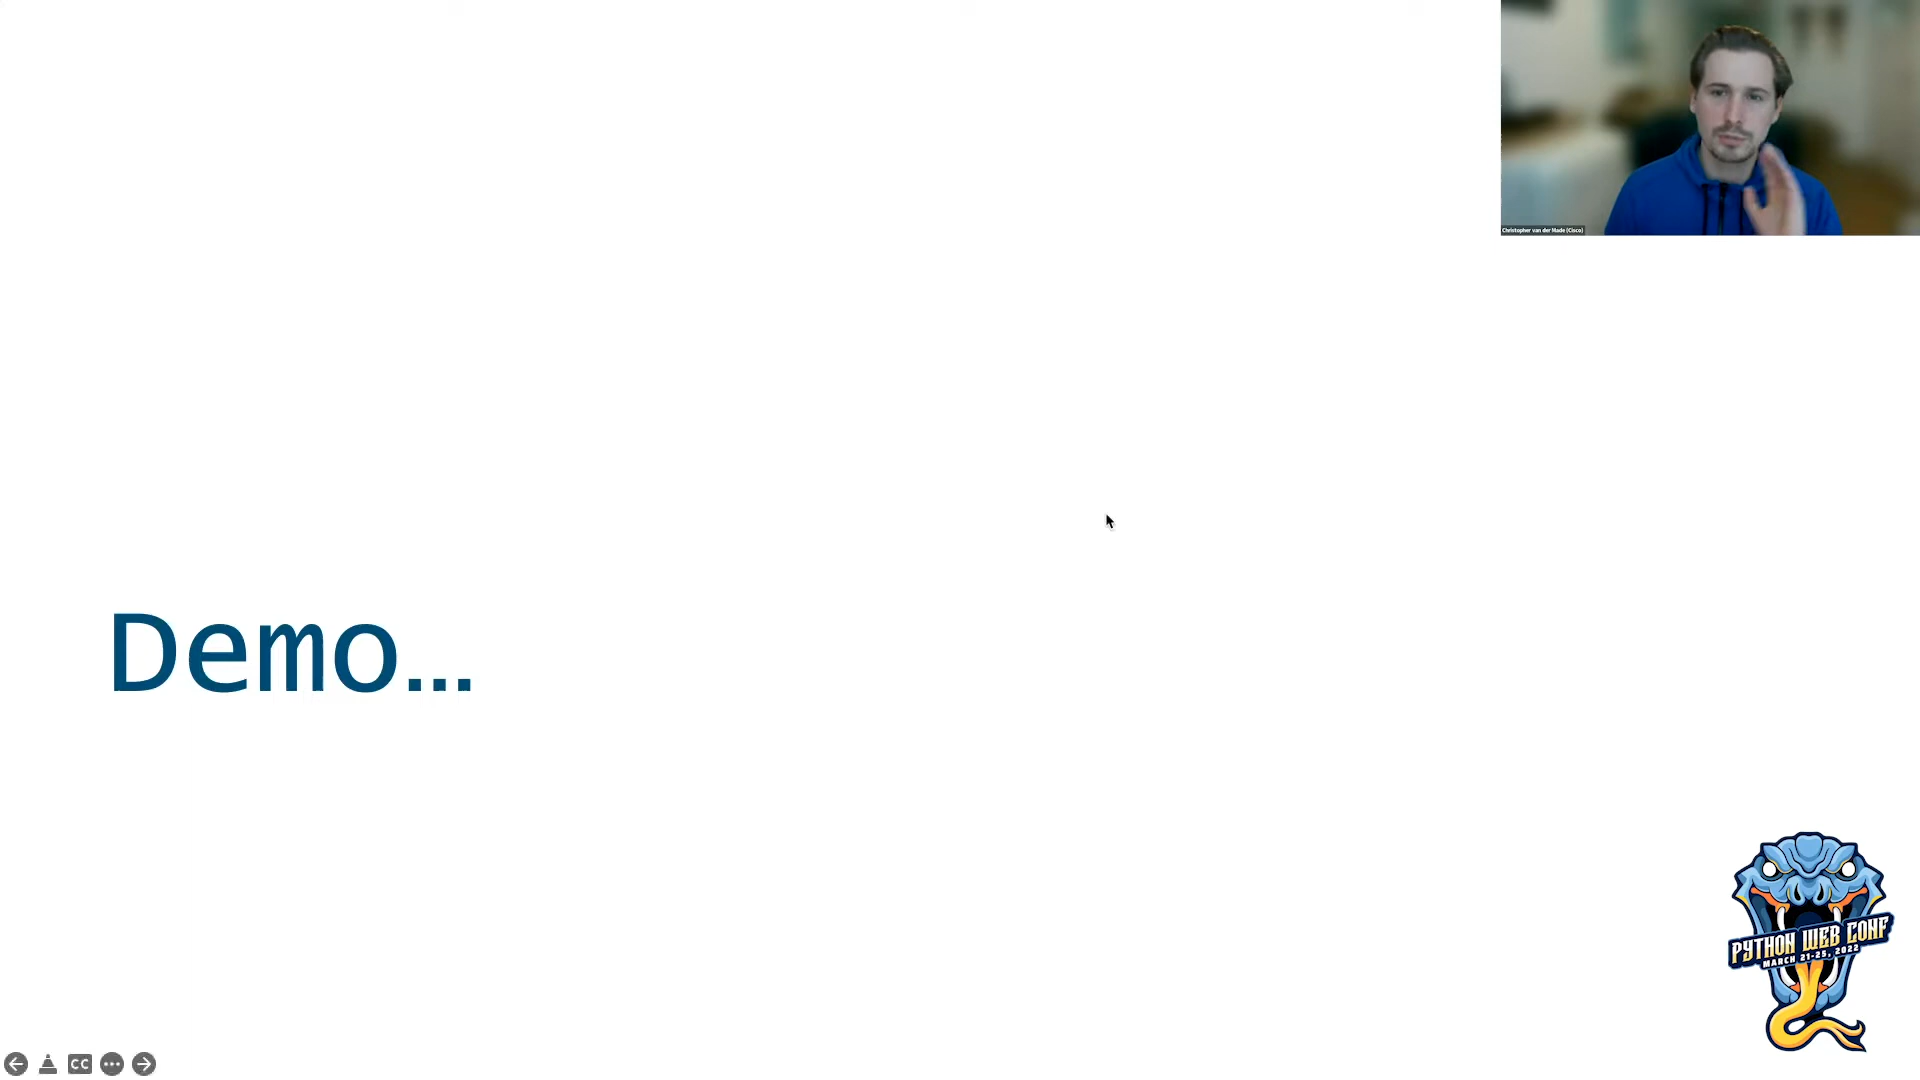 Christopher van der Made (Cisco)
Demo...
PYTHON WEB CONF
MARCH 21-25, 2022
CC